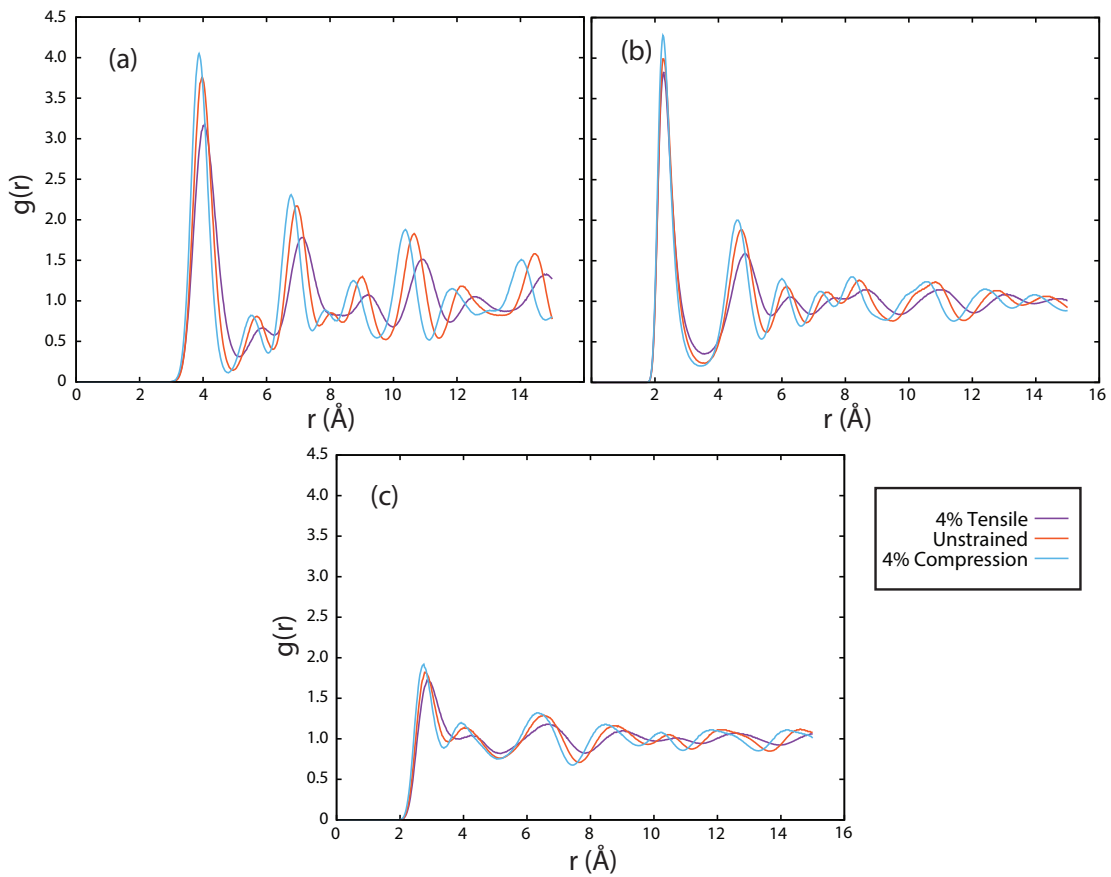 4.5
4.0
3.5
3.0
2.5
2.0
1.5
1.0
0.5
0
g(r)
(a)
0 2 4 6 8 10 12 14
r (Å)
(b)
2 4 6 8 10 12 14 16
r (Å)
4.5
4.0
3.5
3.0
2.5
2.0
1.5
1.0
0.5
0
g(r)
(c)
0 2 4 6 8 10 12 14 16
r (Å)
4% Tensile
Unstrained
4% Compression